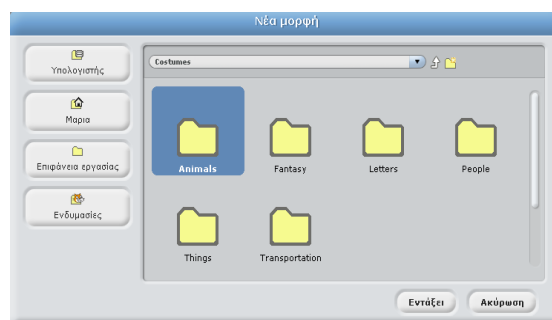 Νέα μορφή
Υπολογιστής
Μαρια
Επιφάνεια εργασίας
Ενδυμασίες
Costumes
Animals
Fantasy
Letters
People
Things
Transportation
Εντάξει
Ακύρωση